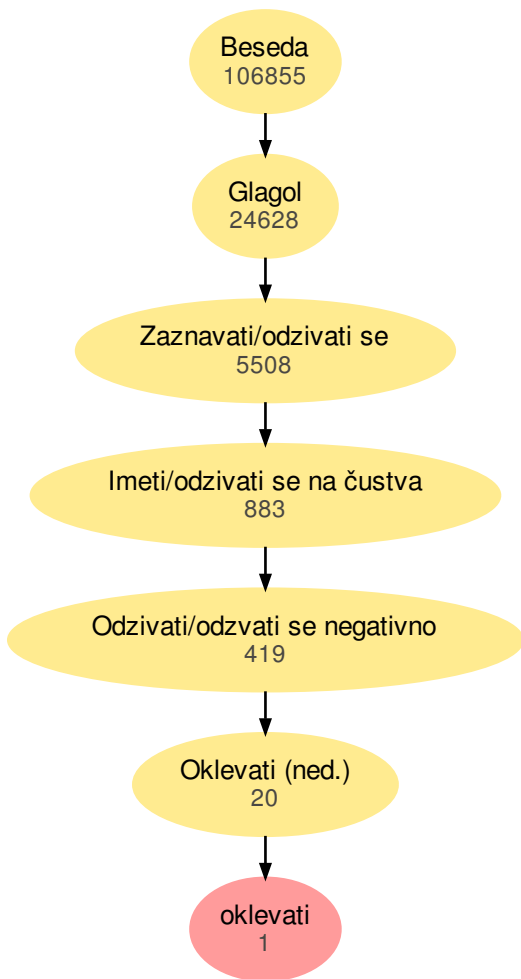 Beseda
106855
Glagol
24628
Zaznavati/odzivati se
5508
Imeti/odzivati se na čustva
883
Odzivati/odzvati se negativno
419
Oklevati (ned.)
20
oklevati
1